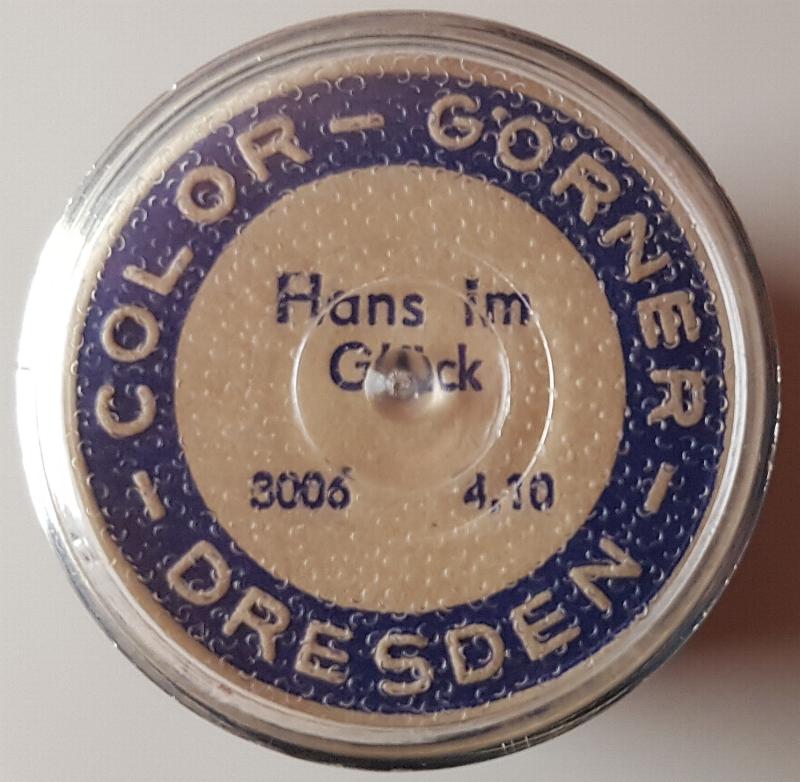 COLOR - GÖRNER - DRESDEN -
Hans im
Glück
3006 4,10